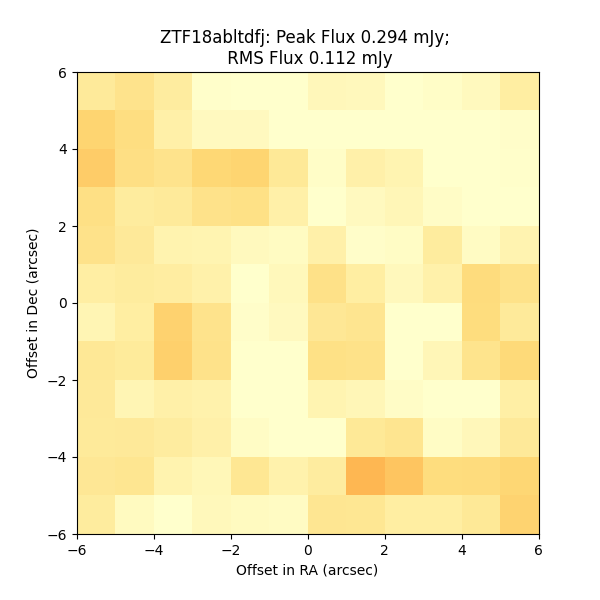 ZTF18abltdfj: Peak Flux 0.294 mJy;
RMS Flux 0.112 mJy
6
4
2
0
−2
−4
−6
Offset in Dec (arcsec)
−6 −4 −2 0 2 4 6
Offset in RA (arcsec)